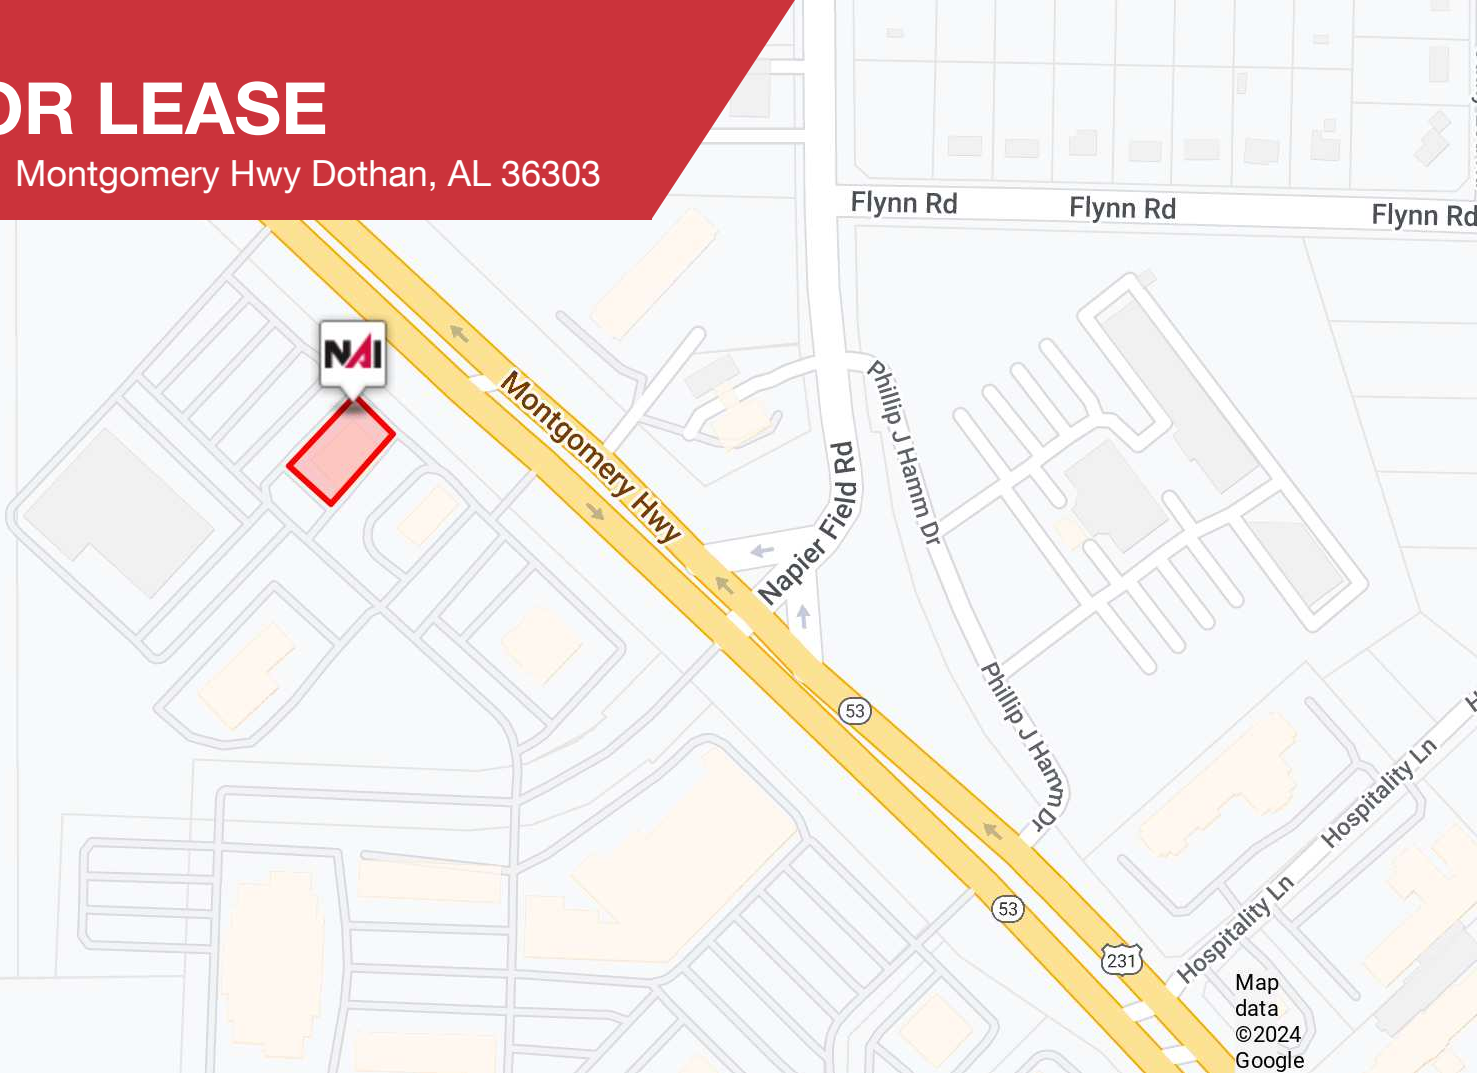 OR LEASE
Montgomery Hwy Dothan, AL 36303
Flynn Rd
Flynn Rd
Flynn Rd
NAI
Montgomery Hwy
Napier Field Rd
Phillip J Hamm Dr
Phillip J Hamm Dr
53
53
231
Hospitality Ln
Hospitality Ln
H
Map
data
©2024
Google